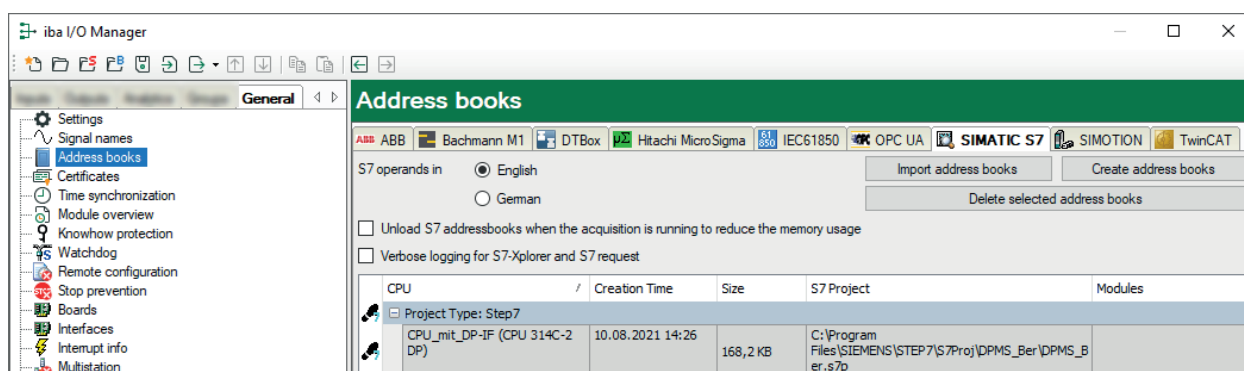 iba I/O Manager
General
Settings
Signal names
Address books
Certificates
Time synchronization
Module overview
Knowhow protection
Watchdog
Remote configuration
Stop prevention
Boards
Interfaces
Interrupt info
Multistation
Address books
ABB ABB Bachmann M1 DTBox µΣ Hitachi MicroSigma 61 850 IEC61850 OPC UA SIMATIC S7 SIMOTION TwinCAT
S7 operands in English Import address books Create address books
German Delete selected address books
Unload S7 addressbooks when the acquisition is running to reduce the memory usage
Verbose logging for S7-Xplorer and S7 request
CPU / Creation Time Size S7 Project Modules
Project Type: Step7
CPU_mit_DP-IF (CPU 314C-2 10.08.2021 14:26 C:\Program
DP) 168,2 KB Files\SIEMENS\STEP7\S7Proj\DPMS_Ber\DPMS_B
er.s7p